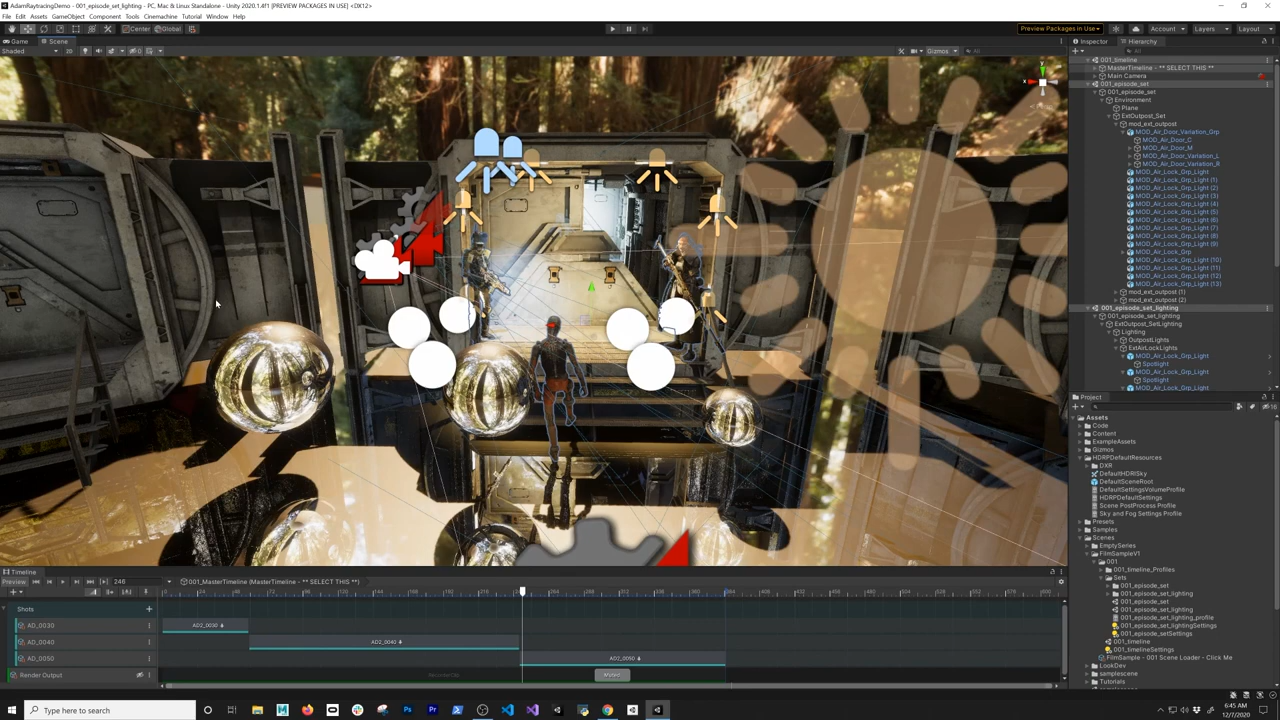 AdamRaytracingDemo - 001_episode_set_lighting - PC, Mac & Linux Standalone - Unity 2020.1.4f1 [PREVIEW PACKAGES IN USE] <DX12>
File Edit Assets GameObject Component Tools Cinemachine Tutorial Window Help
Center Global
Preview Packages in Use Account Layers Layout
Game Scene
Shaded 2D Gizmos All
Inspector Hierarchy
All
001_timeline
MasterTimeline - ** SELECT THIS **
Main Camera
001_episode_set
001_episode_set
Environment
Plane
ExtOutpost_Set
mod_ext_outpost
MOD_Air_Door_Variation_Grp
MOD_Air_Door_C
MOD_Air_Door_M
MOD_Air_Door_Variation_L
MOD_Air_Door_Variation_R
MOD_Air_Lock_Grp_Light
MOD_Air_Lock_Grp_Light (1)
MOD_Air_Lock_Grp_Light (2)
MOD_Air_Lock_Grp_Light (3)
MOD_Air_Lock_Grp_Light (4)
MOD_Air_Lock_Grp_Light (5)
MOD_Air_Lock_Grp_Light (6)
MOD_Air_Lock_Grp_Light (7)
MOD_Air_Lock_Grp_Light (8)
MOD_Air_Lock_Grp_Light (9)
MOD_Air_Lock_Grp
MOD_Air_Lock_Grp_Light (10)
MOD_Air_Lock_Grp_Light (11)
MOD_Air_Lock_Grp_Light (12)
MOD_Air_Lock_Grp_Light (13)
mod_ext_outpost (1)
mod_ext_outpost (2)
001_episode_set_lighting
001_episode_set_lighting
ExtOutpost_SetLighting
Lighting
OutpostLights
ExtAirLockLights
MOD_Air_Lock_Grp_Light
Spotlight
MOD_Air_Lock_Grp_Light
Spotlight
MOD_Air_Lock_Grp_Light
Project
Assets
Code
Content
ExampleAssets
Gizmos
HDRPDefaultResources
DXR
DefaultHDRISky
DefaultSceneRoot
DefaultSettingsVolumeProfile
HDRPDefaultSettings
Scene PostProcess Profile
Sky and Fog Settings Profile
Presets
Samples
Scenes
EmptySeries
FilmSampleV1
001
001_timeline_Profiles
Sets
001_episode_set
001_episode_set_lighting
001_episode_set
001_episode_set_lighting
001_episode_set_lighting_profile
001_episode_set_lightingSettings
001_episode_setSettings
001_timeline
001_timelineSettings
FilmSample - 001 Scene Loader - Click Me
LookDev
samplescene
Tutorials
Timeline
Preview 246 001_MasterTimeline (MasterTimeline - ** SELECT THIS **)
Shots
AD_0030 AD2_0030
AD_0040 AD2_0040
AD_0050 AD2_0050
Render Output Muted
Type here to search
6:45 AM
12/7/2020